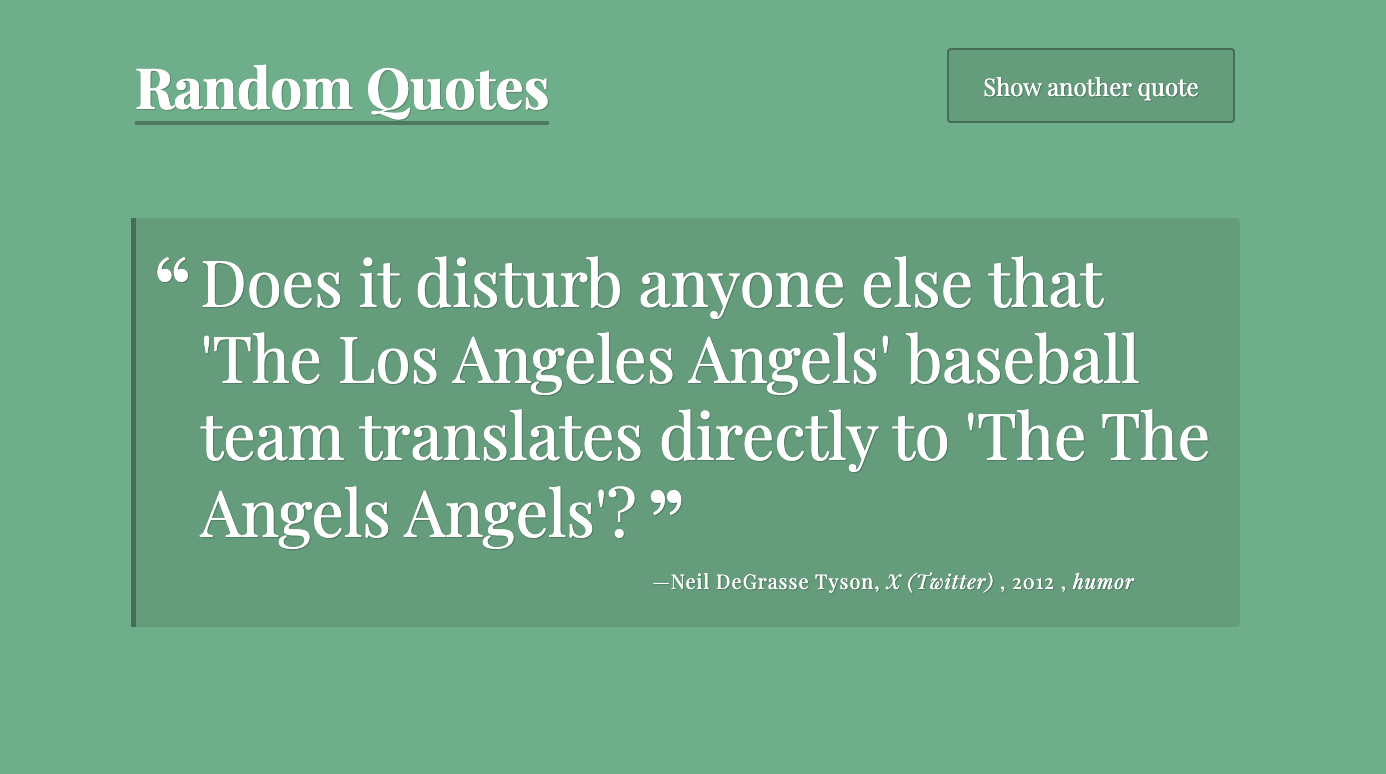 Random Quotes
Show another quote
“ Does it disturb anyone else that
'The Los Angeles Angels' baseball
team translates directly to 'The The
Angels Angels'? ”
—Neil DeGrasse Tyson, X (Twitter) , 2012 , humor